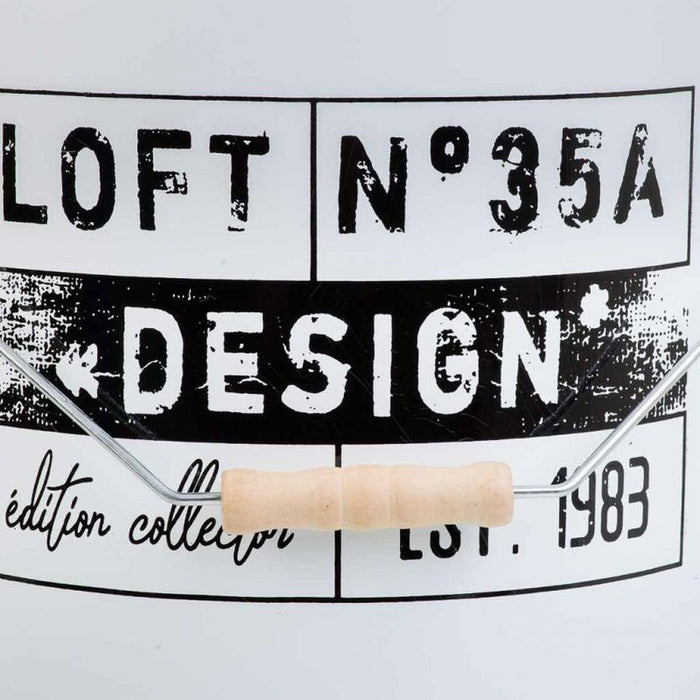 LOFT N°35A
DESIGN
édition collector EST. 1983